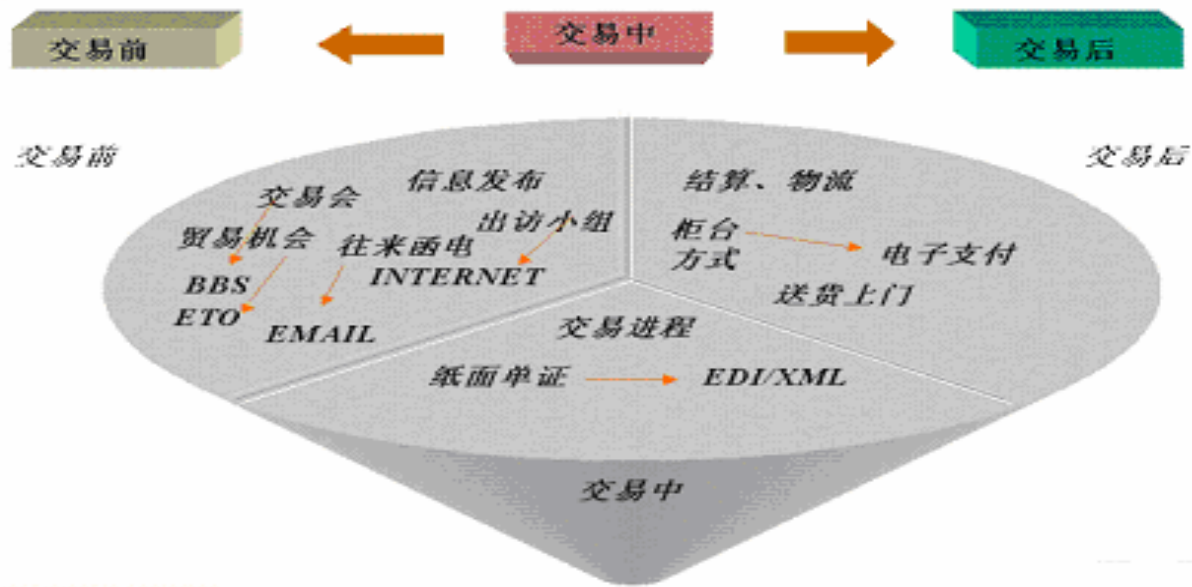 交易前
交易中
交易后
交易前
交易后
信息发布
交易会
出访小组
贸易机会
往来函电
BBS
INTERNET
ETO
EMAIL
结算、物流
柜台
方式
电子支付
送货上门
交易进程
纸面单证
EDI/XML
交易中